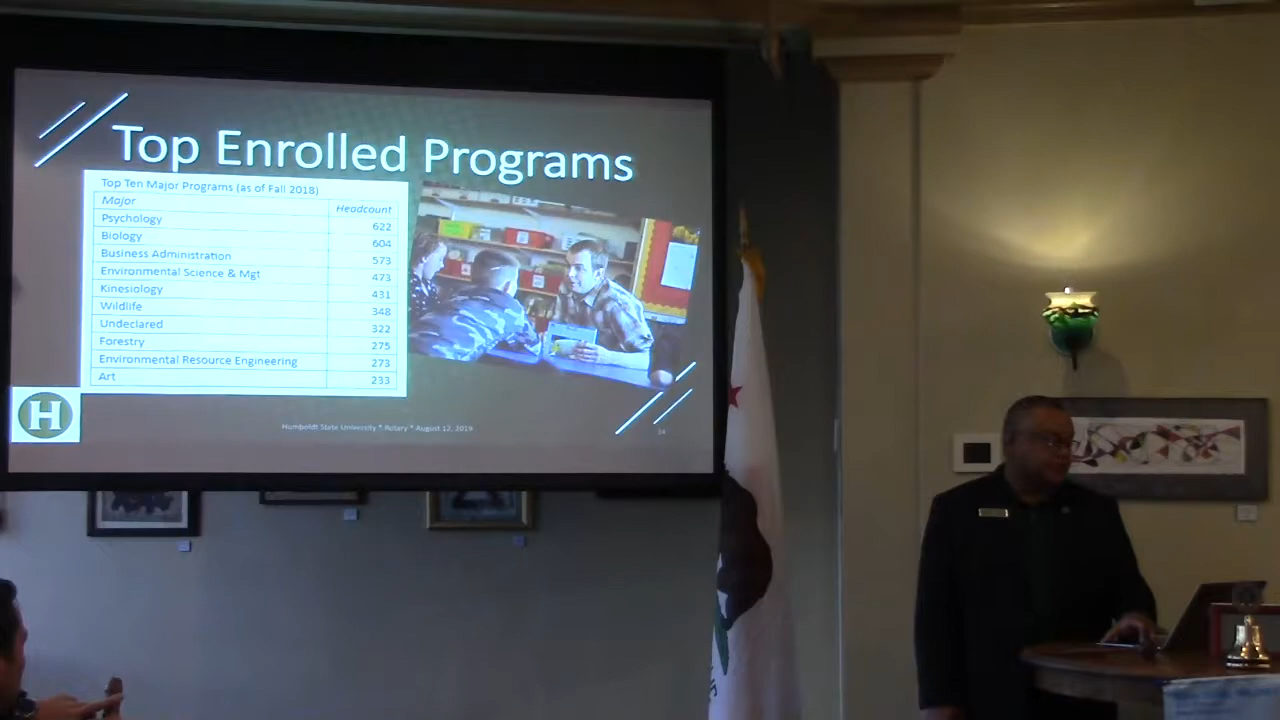 Top Enrolled Programs
Top Ten Major Programs (as of Fall 2018)
Major Headcount
Psychology 622
Biology 604
Business Administration 573
Environmental Science & Mgt 473
Kinesiology 431
Wildlife 348
Undeclared 322
Forestry 275
Environmental Resource Engineering 273
Art 233
H
Humboldt State University * Rotary * August 12, 2019
34